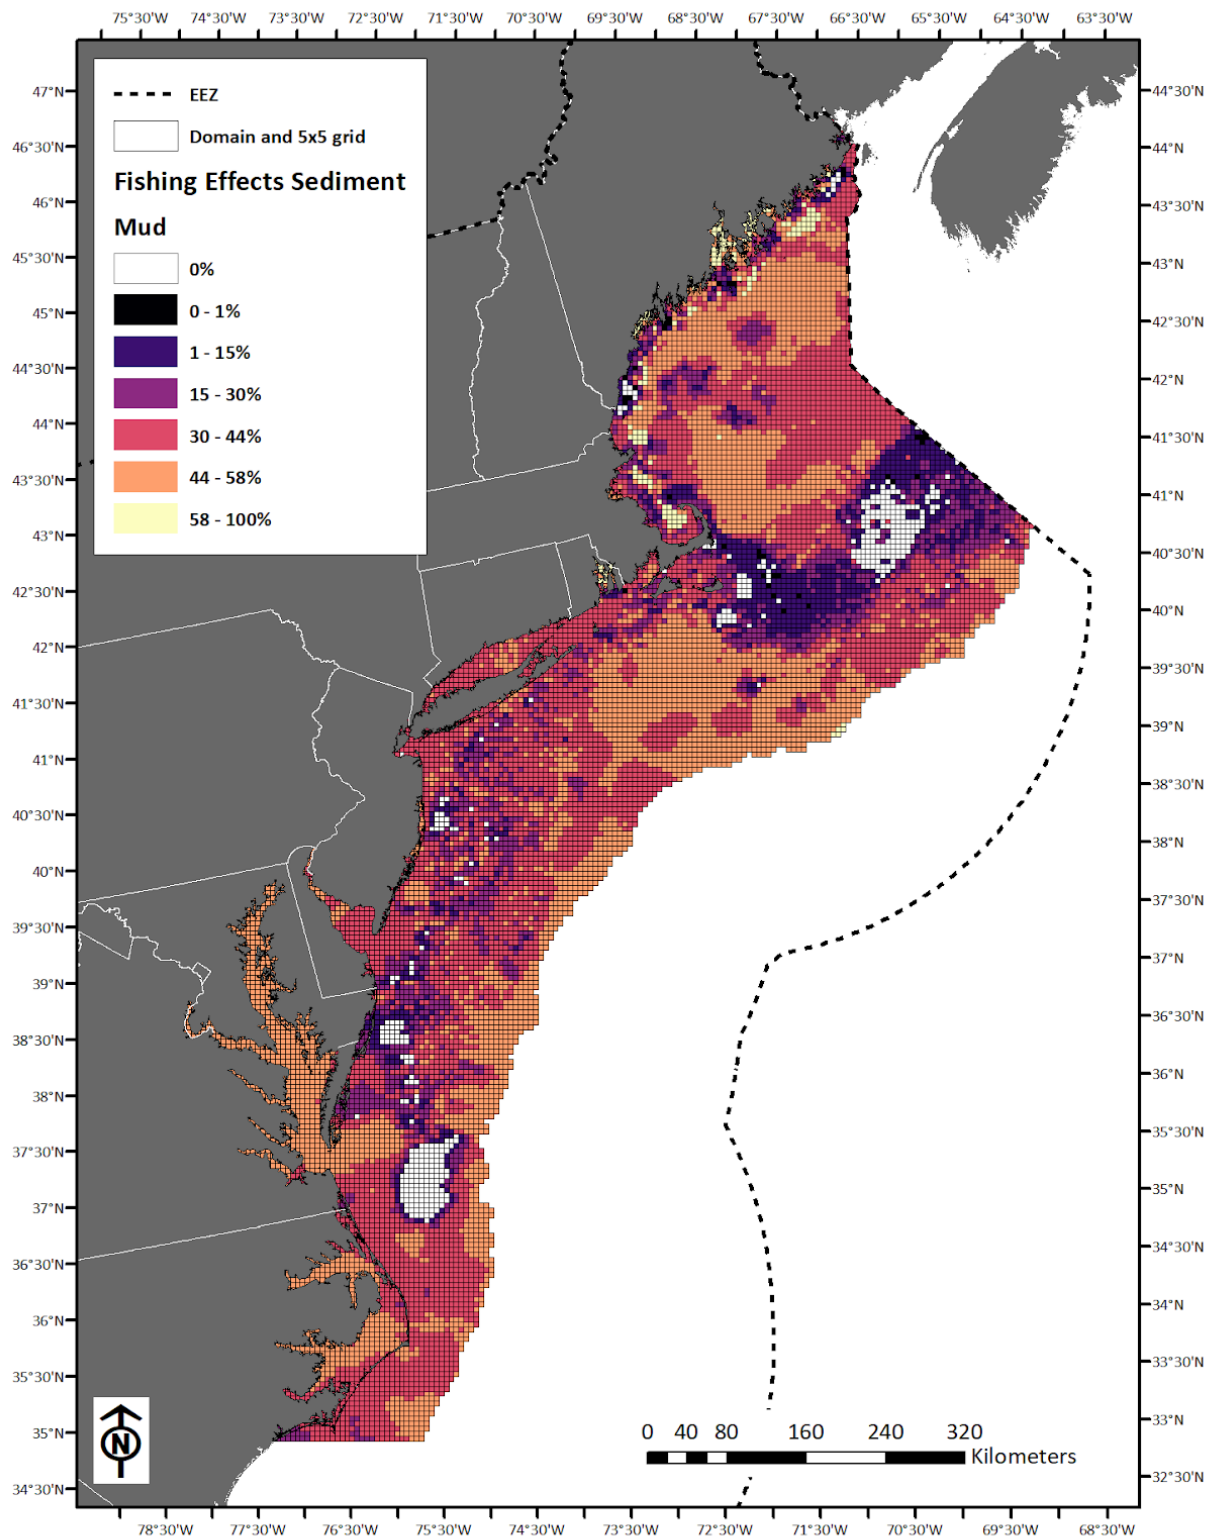 75°30'W 74°30'W 73°30'W 72°30'W 71°30'W 70°30'W 69°30'W 68°30'W 67°30'W 66°30'W 65°30'W 64°30'W 63°30'W
EEZ
Domain and 5x5 grid
Fishing Effects Sediment
Mud
0%
0 - 1%
1 - 15%
15 - 30%
30 - 44%
44 - 58%
58 - 100%
47°N
46°30'N
46°N
45°30'N
45°N
44°30'N
44°N
43°30'N
43°N
42°30'N
42°N
41°30'N
41°N
40°30'N
40°N
39°30'N
39°N
38°30'N
38°N
37°30'N
37°N
36°30'N
36°N
35°30'N
35°N
34°30'N
44°30'N
44°N
43°30'N
43°N
42°30'N
42°N
41°30'N
41°N
40°30'N
40°N
39°30'N
39°N
38°30'N
38°N
37°30'N
37°N
36°30'N
36°N
35°30'N
35°N
34°30'N
34°N
33°30'N
33°N
32°30'N
N
0 40 80 160 240 320
Kilometers
78°30'W 77°30'W 76°30'W 75°30'W 74°30'W 73°30'W 72°30'W 71°30'W 70°30'W 69°30'W 68°30'W